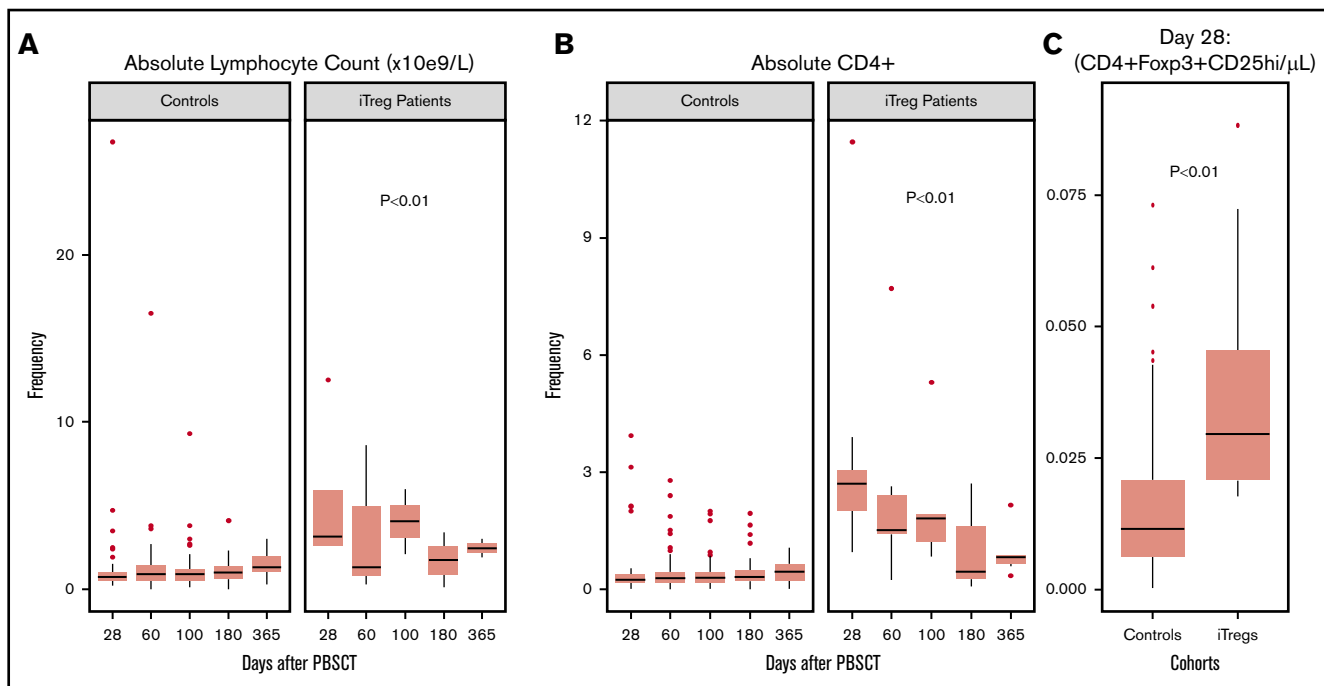 A
Absolute Lymphocyte Count (x10e9/L)
Controls
iTreg Patients
P<0.01
20
10
0
Frequency
28 60 100 180 365
28 60 100 180 365
Days after PBSCT
B
Absolute CD4+
Controls
iTreg Patients
P<0.01
12
9
6
3
0
Frequency
28 60 100 180 365
28 60 100 180 365
Days after PBSCT
C
Day 28:
(CD4+Foxp3+CD25hi/μL)
P<0.01
0.075
0.050
0.025
0.000
Controls iTregs
Cohorts